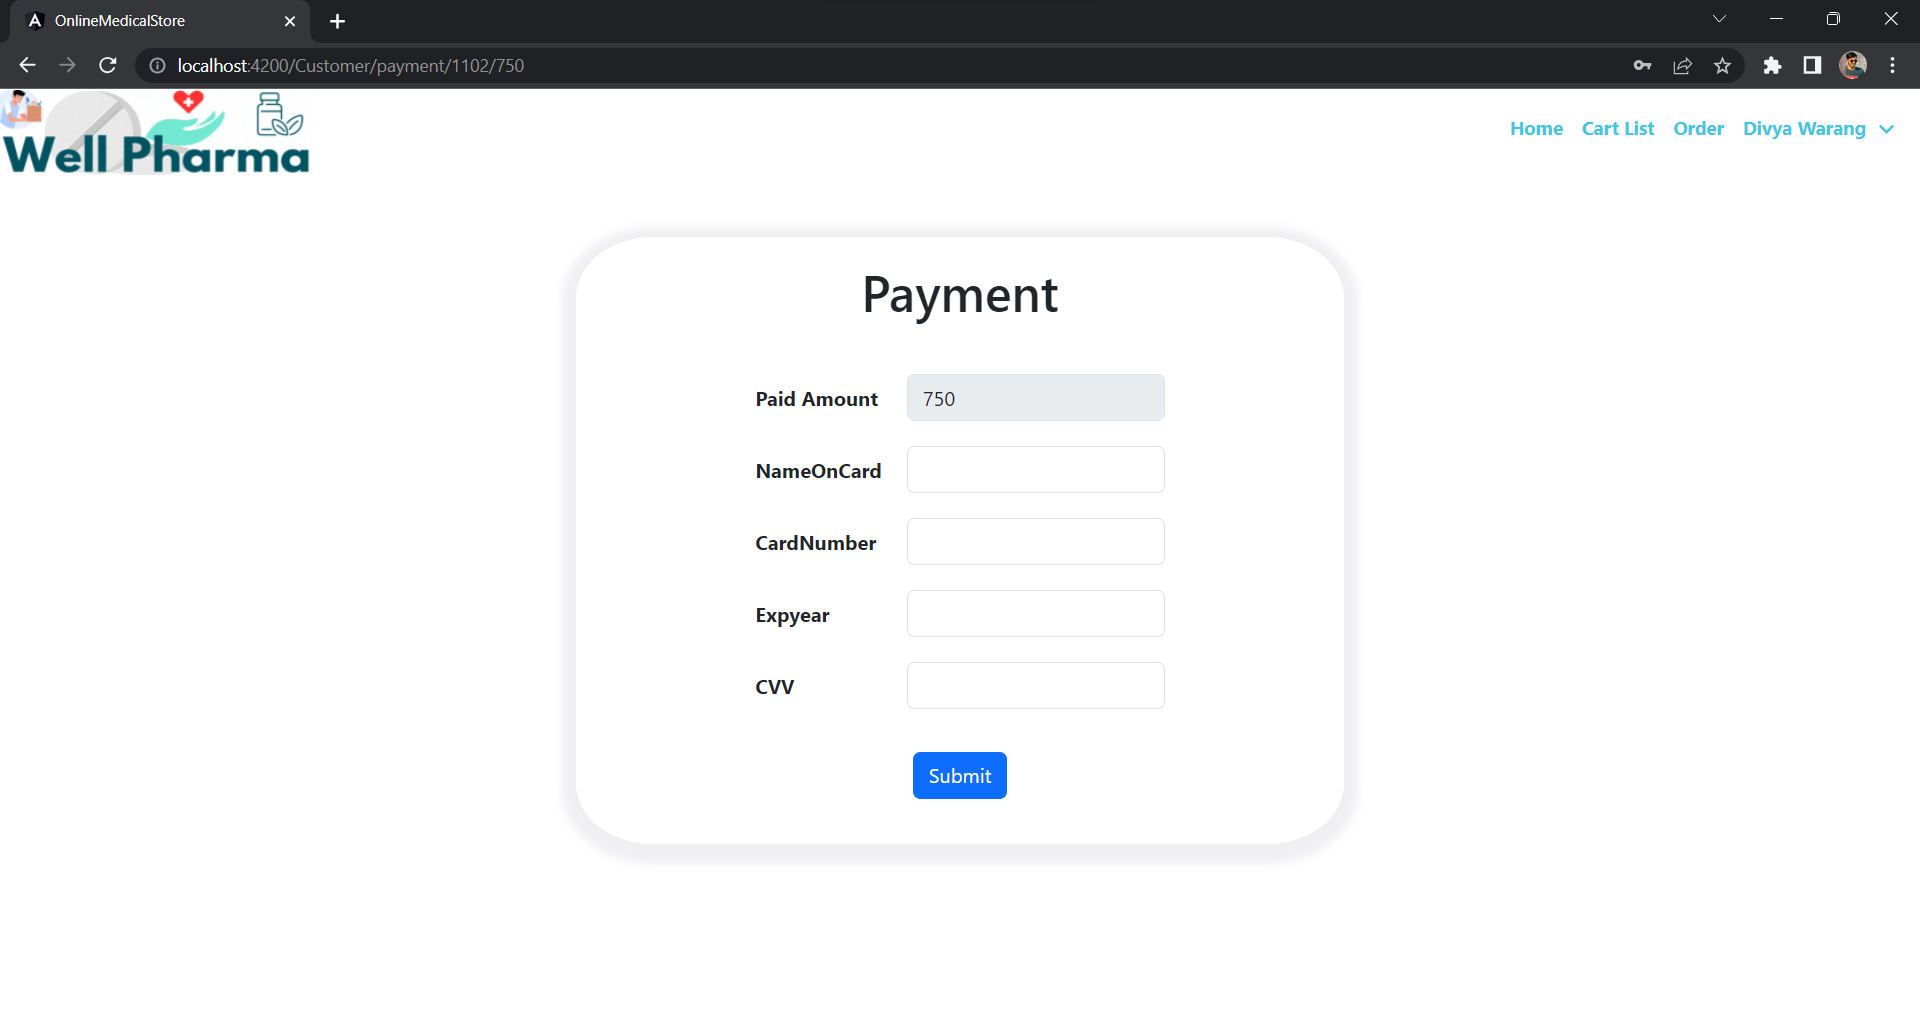 OnlineMedicalStore
localhost:4200/Customer/payment/1102/750
Well Pharma
Home Cart List Order Divya Warang
Payment
Paid Amount 750
NameOnCard
CardNumber
Expyear
CVV
Submit